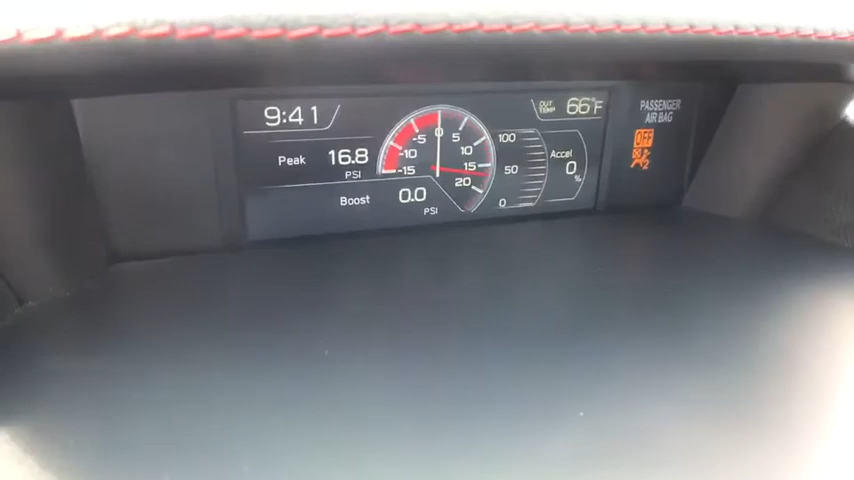 9:41
OUT TEMP 66°F
PASSENGER
AIR BAG
OFF
Peak 16.8
PSI
Boost 0.0
PSI
-15
-10
-5
0
5
10
15
20
100
50
0
Accel
0
%
2